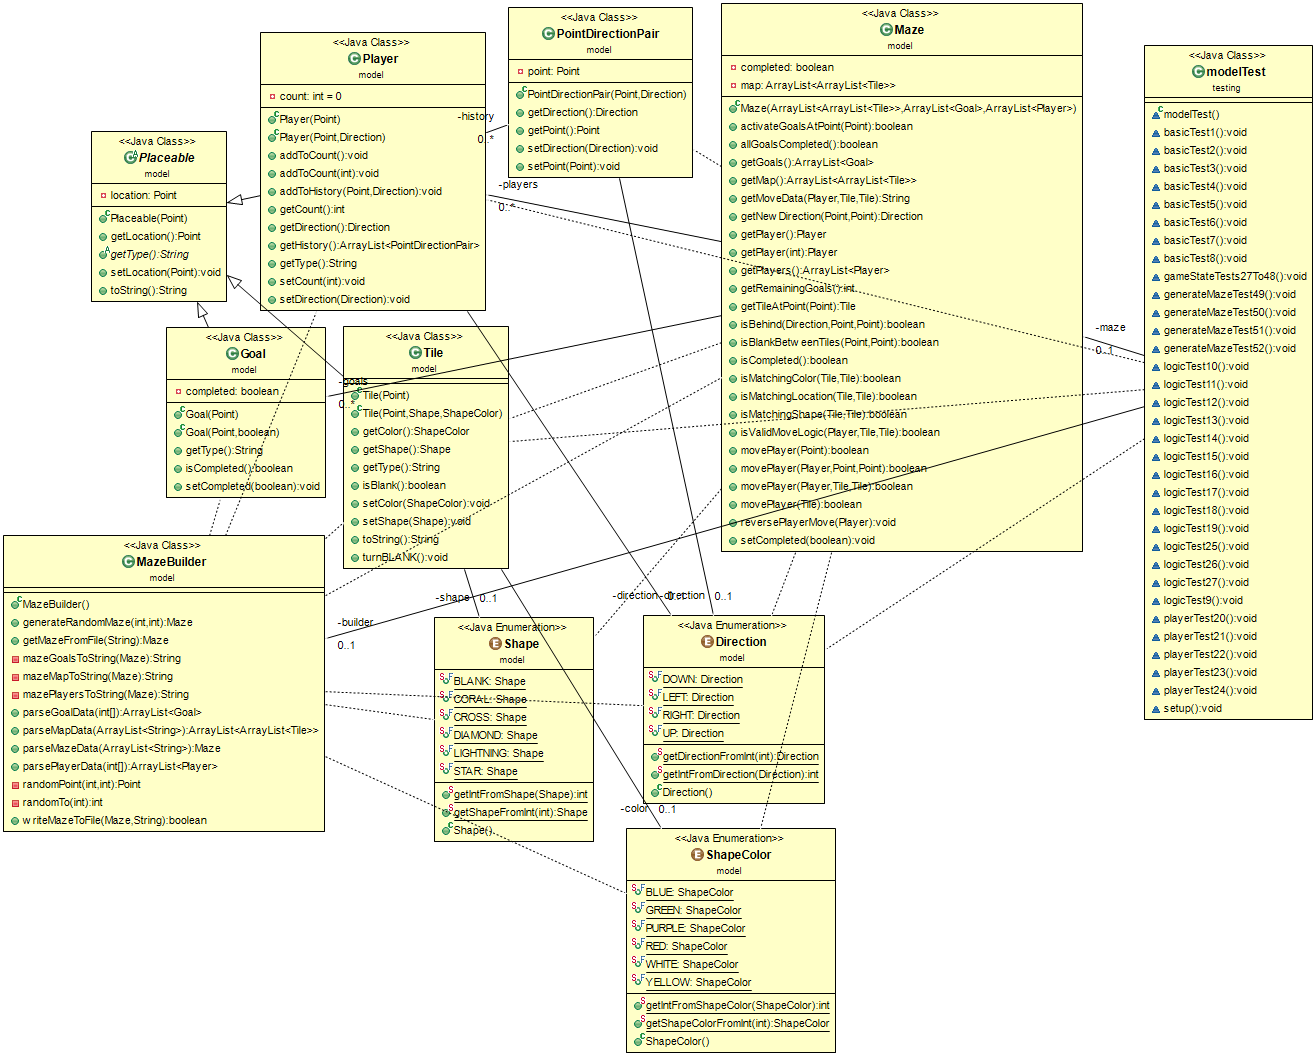 <<Java Class>>
Placeable
model
location: Point
Placeable(Point)
getLocation():Point
getType():String
setLocation(Point):void
toString():String
<<Java Class>>
Player
model
count: int = 0
Player(Point)
Player(Point,Direction)
addToCount():void
addToCount(int):void
addToHistory(Point,Direction):void
getCount():int
getDirection():Direction
getHistory():ArrayList<PointDirectionPair>
getType():String
setCount(int):void
setDirection(Direction):void
-history
0..*
<<Java Class>>
PointDirectionPair
model
point: Point
PointDirectionPair(Point,Direction)
getDirection():Direction
getPoint():Point
setDirection(Direction):void
setPoint(Point):void
-players
0..*
<<Java Class>>
Maze
model
completed: boolean
map: ArrayList<ArrayList<Tile>>
Maze(ArrayList<ArrayList<Tile>>,ArrayList<Goal>,ArrayList<Player>)
activateGoalsAtPoint(Point):boolean
allGoalsCompleted():boolean
getGoals():ArrayList<Goal>
getMap():ArrayList<ArrayList<Tile>>
getMoveData(Player,Tile,Tile):String
getNewDirection(Point,Point):Direction
getPlayer():Player
getPlayer(int):Player
getPlayers():ArrayList<Player>
getRemainingGoals():int
getTileAtPoint(Point):Tile
isBehind(Direction,Point,Point):boolean
isBlankBetweenTiles(Point,Point):boolean
isCompleted():boolean
isMatchingColor(Tile,Tile):boolean
isMatchingLocation(Tile,Tile):boolean
isMatchingShape(Tile,Tile):boolean
isValidMoveLogic(Player,Tile,Tile):boolean
movePlayer(Point):boolean
movePlayer(Player,Point,Point):boolean
movePlayer(Player,Tile,Tile):boolean
movePlayer(Tile):boolean
reversePlayerMove(Player):void
setCompleted(boolean):void
-maze
0..1
<<Java Class>>
modelTest
testing
modelTest()
basicTest1():void
basicTest2():void
basicTest3():void
basicTest4():void
basicTest5():void
basicTest6():void
basicTest7():void
basicTest8():void
gameStateTests27To48():void
generateMazeTest49():void
generateMazeTest50():void
generateMazeTest51():void
generateMazeTest52():void
logicTest10():void
logicTest11():void
logicTest12():void
logicTest13():void
logicTest14():void
logicTest15():void
logicTest16():void
logicTest17():void
logicTest18():void
logicTest19():void
logicTest25():void
logicTest26():void
logicTest27():void
logicTest9():void
playerTest20():void
playerTest21():void
playerTest22():void
playerTest23():void
playerTest24():void
setup():void
<<Java Class>>
Goal
model
completed: boolean
Goal(Point)
Goal(Point,boolean)
getType():String
isCompleted():boolean
setCompleted(boolean):void
-goals
0..*
<<Java Class>>
Tile
model
Tile(Point)
Tile(Point,Shape,ShapeColor)
getColor():ShapeColor
getShape():Shape
getType():String
isBlank():boolean
setColor(ShapeColor):void
setShape(Shape):void
toString():String
turnBLANK():void
<<Java Class>>
MazeBuilder
model
MazeBuilder()
generateRandomMaze(int,int):Maze
getMazeFromFile(String):Maze
mazeGoalsToString(Maze):String
mazeMapToString(Maze):String
mazePlayersToString(Maze):String
parseGoalData(int[]):ArrayList<Goal>
parseMapData(ArrayList<String>):ArrayList<ArrayList<Tile>>
parseMazeData(ArrayList<String>):Maze
parsePlayerData(int[]):ArrayList<Player>
randomPoint(int,int):Point
randomTo(int):int
writeMazeToFile(Maze,String):boolean
-builder
0..1
-shape
0..1
<<Java Enumeration>>
Shape
model
BLANK: Shape
CORAL: Shape
CROSS: Shape
DIAMOND: Shape
LIGHTNING: Shape
STAR: Shape
getIntFromShape(Shape):int
getShapeFromInt(int):Shape
Shape()
-direction
0..1
-direction
0..1
<<Java Enumeration>>
Direction
model
DOWN: Direction
LEFT: Direction
RIGHT: Direction
UP: Direction
getDirectionFromInt(int):Direction
getIntFromDirection(Direction):int
Direction()
-color
0..1
<<Java Enumeration>>
ShapeColor
model
BLUE: ShapeColor
GREEN: ShapeColor
PURPLE: ShapeColor
RED: ShapeColor
WHITE: ShapeColor
YELLOW: ShapeColor
getIntFromShapeColor(ShapeColor):int
getShapeColorFromInt(int):ShapeColor
ShapeColor()